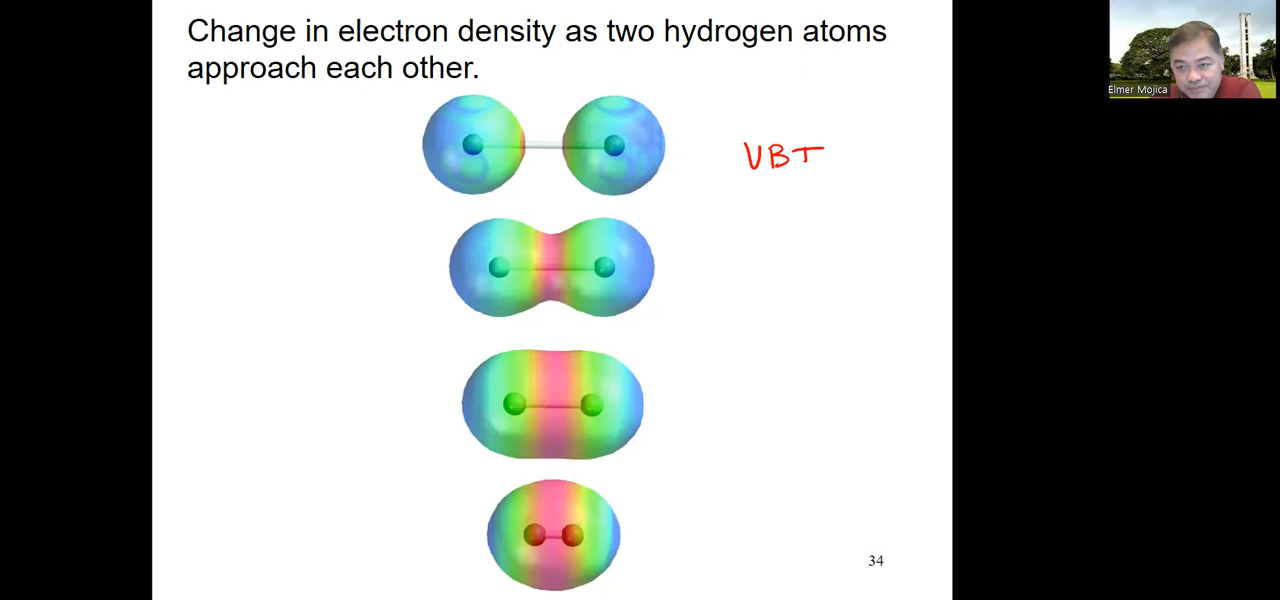 Change in electron density as two hydrogen atoms
approach each other.
Elmer Mojica
VBT
34